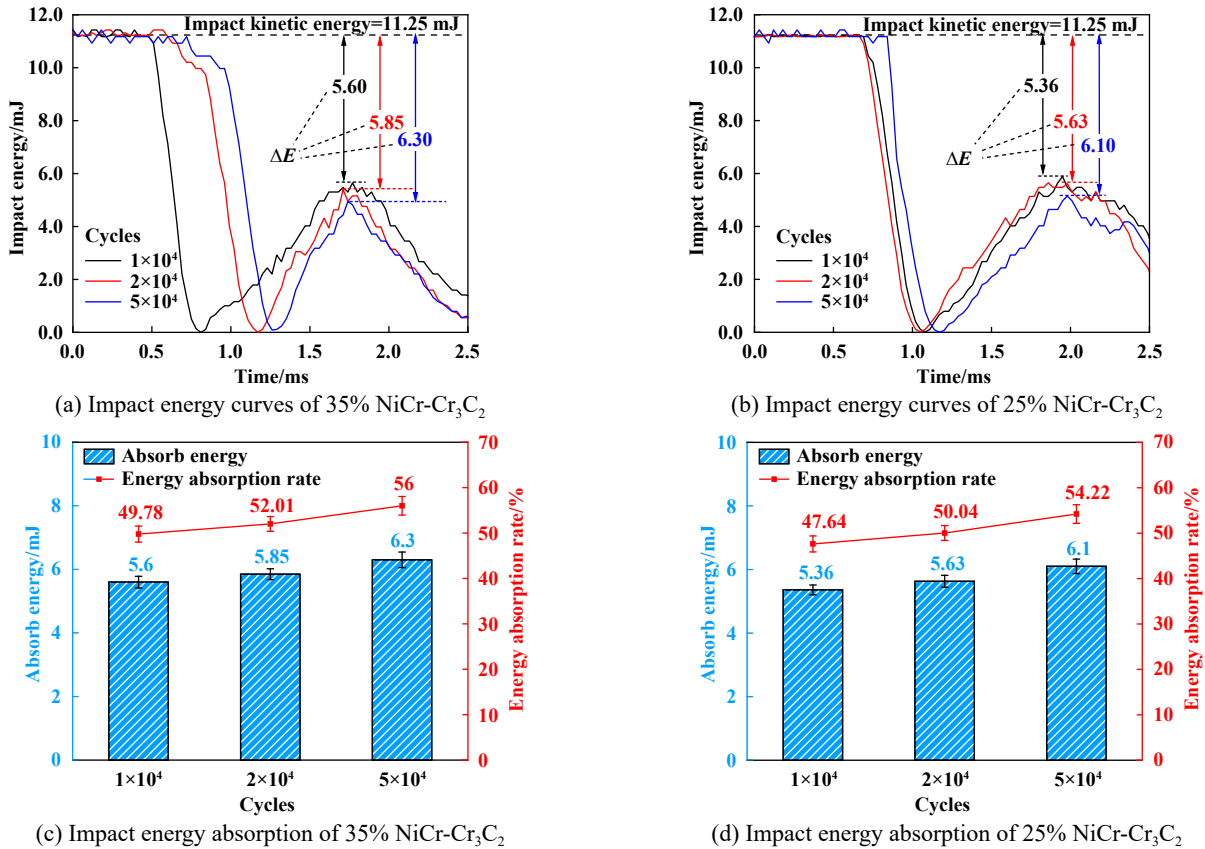 Impact kinetic energy=11.25 mJ
12.0
10.0
8.0
6.0
4.0
2.0
0.0
Impact energy/mJ
5.60
5.85
6.30
ΔE
Cycles
1×10⁴
2×10⁴
5×10⁴
0.0 0.5 1.0 1.5 2.0 2.5
Time/ms
(a) Impact energy curves of 35% NiCr-Cr₃C₂
Impact kinetic energy=11.25 mJ
12.0
10.0
8.0
6.0
4.0
2.0
0.0
Impact energy/mJ
5.36
5.63
6.10
ΔE
Cycles
1×10⁴
2×10⁴
5×10⁴
0.0 0.5 1.0 1.5 2.0 2.5
Time/ms
(b) Impact energy curves of 25% NiCr-Cr₃C₂
10
8
6
4
2
0
Absorb energy/mJ
Absorb energy
Energy absorption rate
49.78 52.01 56
5.6 5.85 6.3
70
60
50
40
30
20
10
0
Energy absorption rate/%
1×10⁴ 2×10⁴ 5×10⁴
Cycles
(c) Impact energy absorption of 35% NiCr-Cr₃C₂
10
8
6
4
2
0
Absorb energy/mJ
Absorb energy
Energy absorption rate
47.64 50.04 54.22
5.36 5.63 6.1
70
60
50
40
30
20
10
0
Energy absorption rate/%
1×10⁴ 2×10⁴ 5×10⁴
Cycles
(d) Impact energy absorption of 25% NiCr-Cr₃C₂